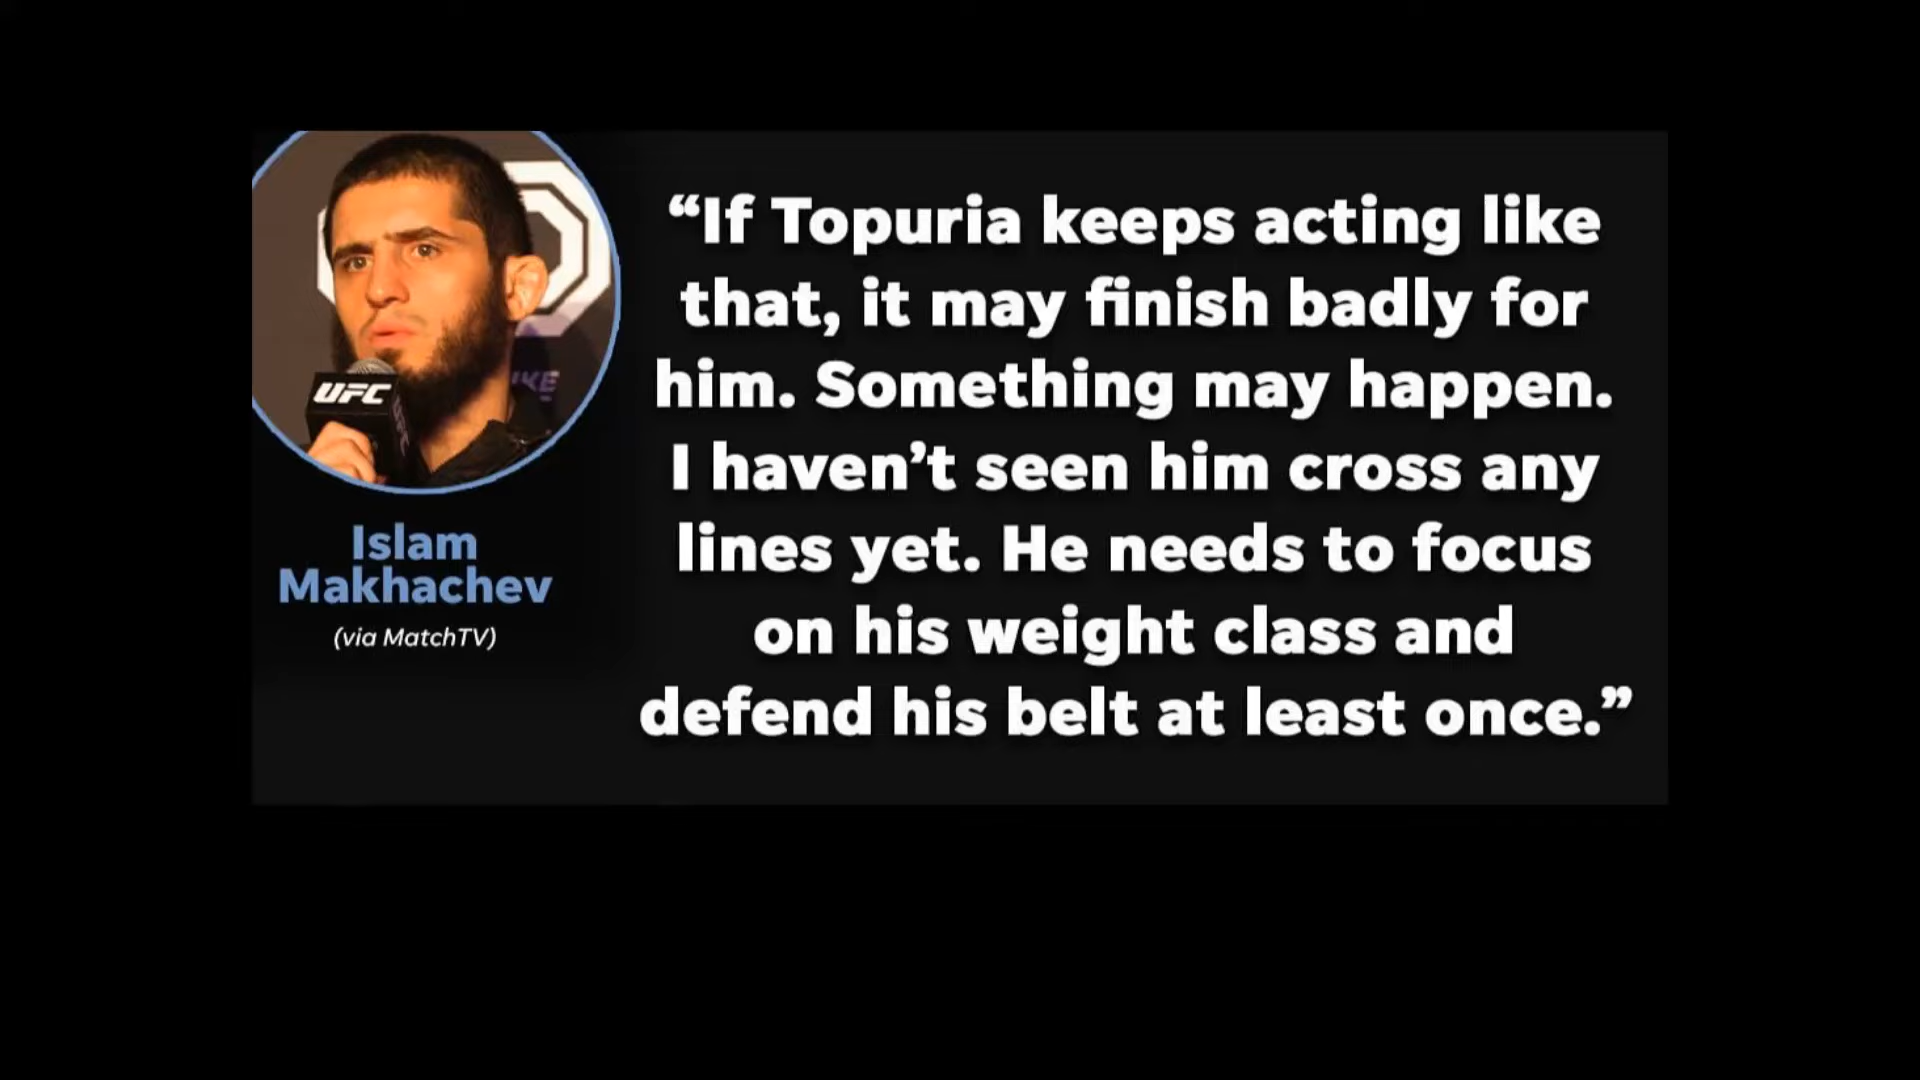 “If Topuria keeps acting like
that, it may finish badly for
him. Something may happen.
I haven’t seen him cross any
lines yet. He needs to focus
on his weight class and
defend his belt at least once.”
UFC
Islam
Makhachev
(via MatchTV)